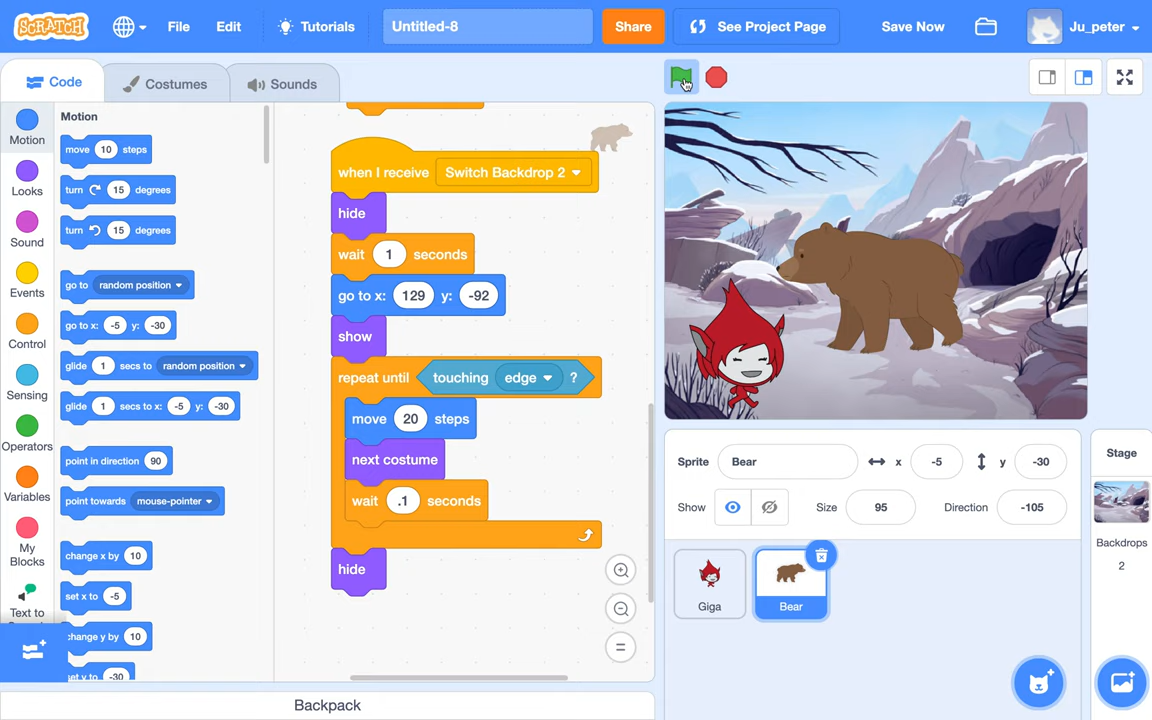 SCRATCH File Edit Tutorials Untitled-8 Share See Project Page Save Now Ju_peter
Code Costumes Sounds
Motion
Looks
Sound
Events
Control
Sensing
Operators
Variables
My
Blocks
Text to
Motion
move 10 steps
turn 15 degrees
turn 15 degrees
go to random position
go to x: -5 y: -30
glide 1 secs to random position
glide 1 secs to x: -5 y: -30
point in direction 90
point towards mouse-pointer
change x by 10
set x to -5
change y by 10
set y to -30
when I receive Switch Backdrop 2
hide
wait 1 seconds
go to x: 129 y: -92
show
repeat until touching edge ?
move 20 steps
next costume
wait .1 seconds
hide
Backpack
Sprite Bear x -5 y -30
Show Size 95 Direction -105
Giga
Bear
Stage
Backdrops
2